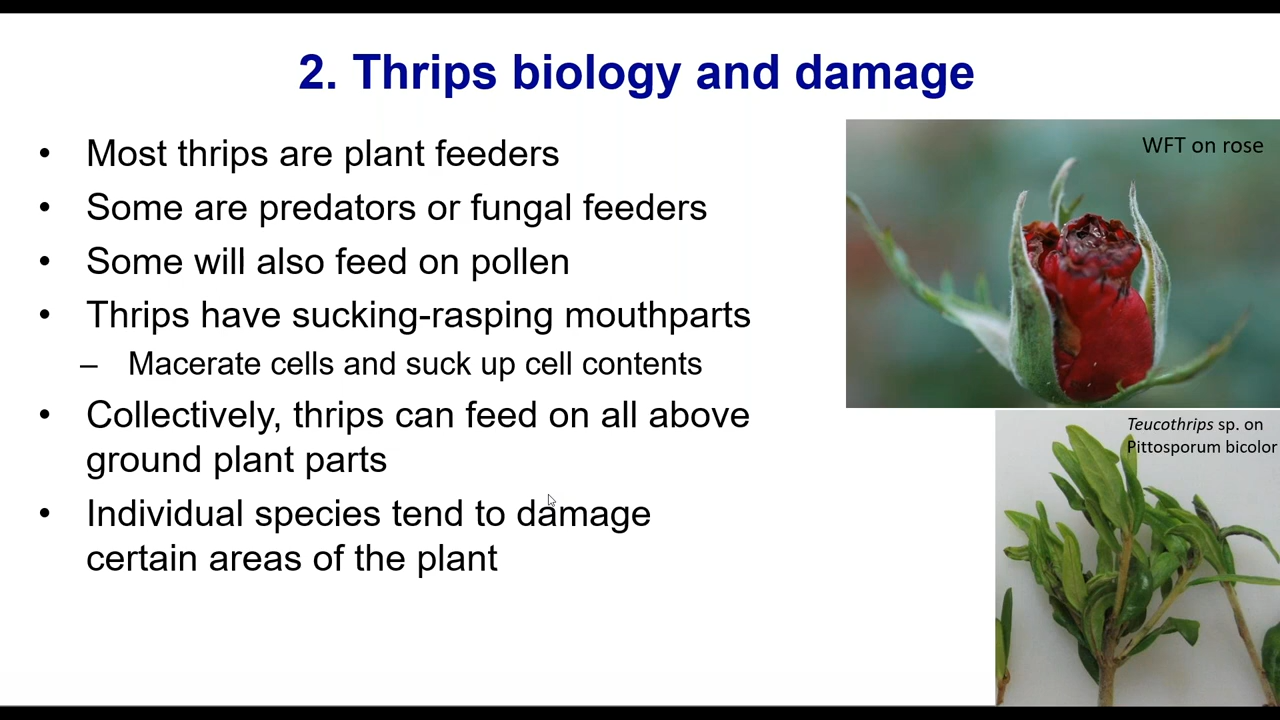 2. Thrips biology and damage
• Most thrips are plant feeders
• Some are predators or fungal feeders
• Some will also feed on pollen
• Thrips have sucking-rasping mouthparts
– Macerate cells and suck up cell contents
• Collectively, thrips can feed on all above
ground plant parts
• Individual species tend to damage
certain areas of the plant
WFT on rose
Teucothrips sp. on
Pittosporum bicolor